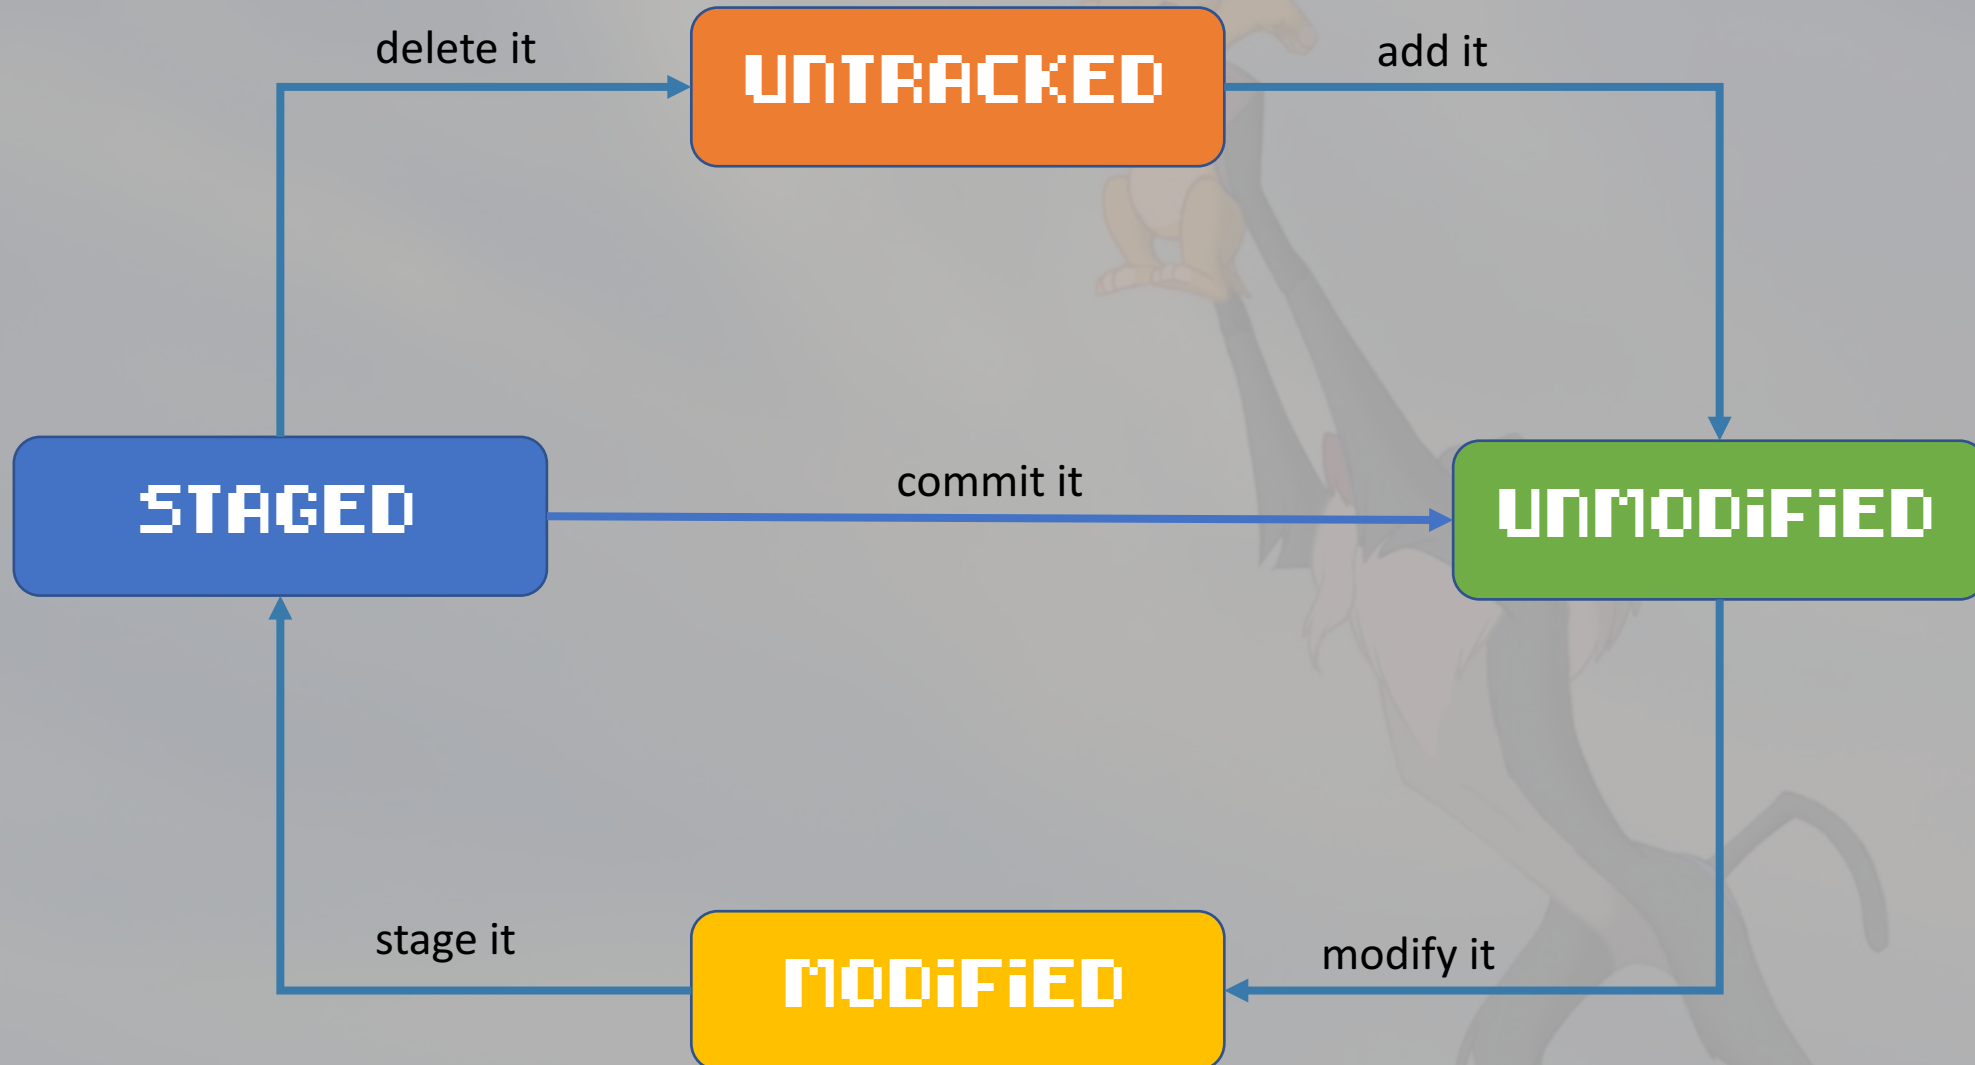 delete it
UNTRACKED
add it
STAGED
commit it
UNMODiFiED
stage it
MODiFiED
modify it